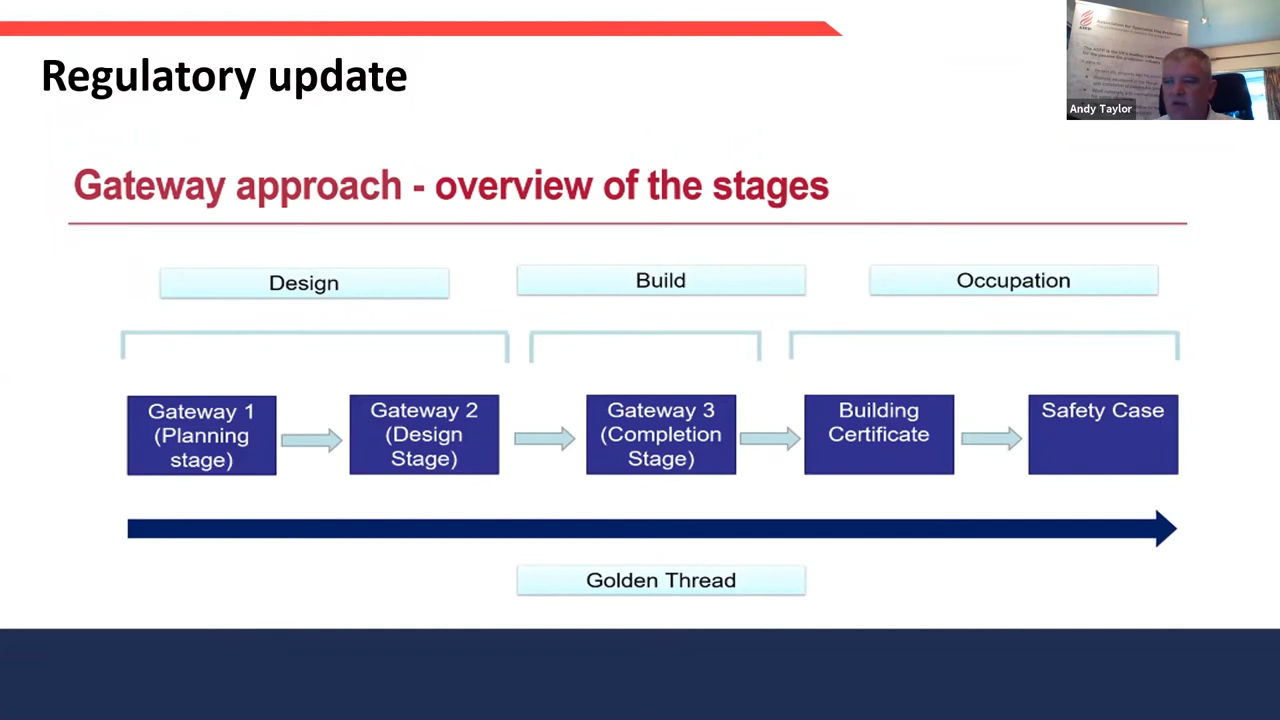 Regulatory update
Andy Taylor
Gateway approach - overview of the stages
Design
Build
Occupation
Gateway 1
(Planning
stage)
Gateway 2
(Design
Stage)
Gateway 3
(Completion
Stage)
Building
Certificate
Safety Case
Golden Thread